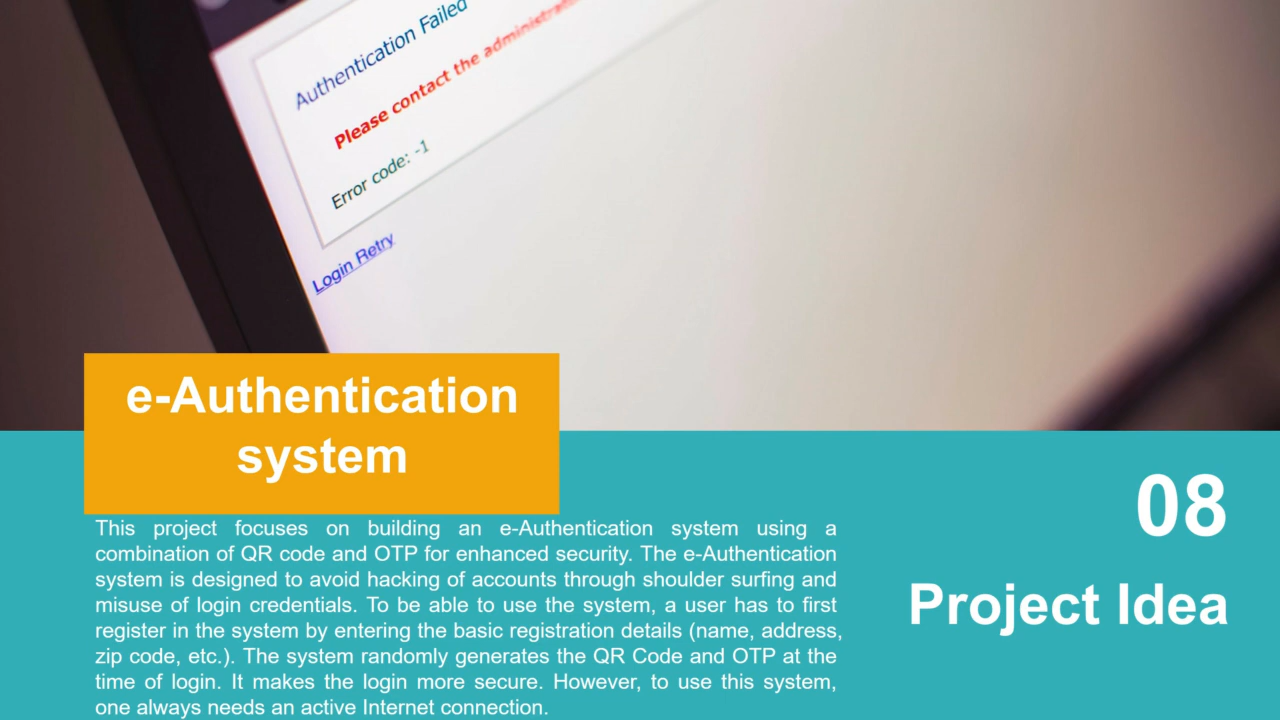 Authentication Failed
Please contact the
Error code: -1
Login Retry
e-Authentication
system
08
Project Idea
This project focuses on building an e-Authentication system using a
combination of QR code and OTP for enhanced security. The e-Authentication
system is designed to avoid hacking of accounts through shoulder surfing and
misuse of login credentials. To be able to use the system, a user has to first
register in the system by entering the basic registration details (name, address,
zip code, etc.). The system randomly generates the QR Code and OTP at the
time of login. It makes the login more secure. However, to use this system,
one always needs an active Internet connection.